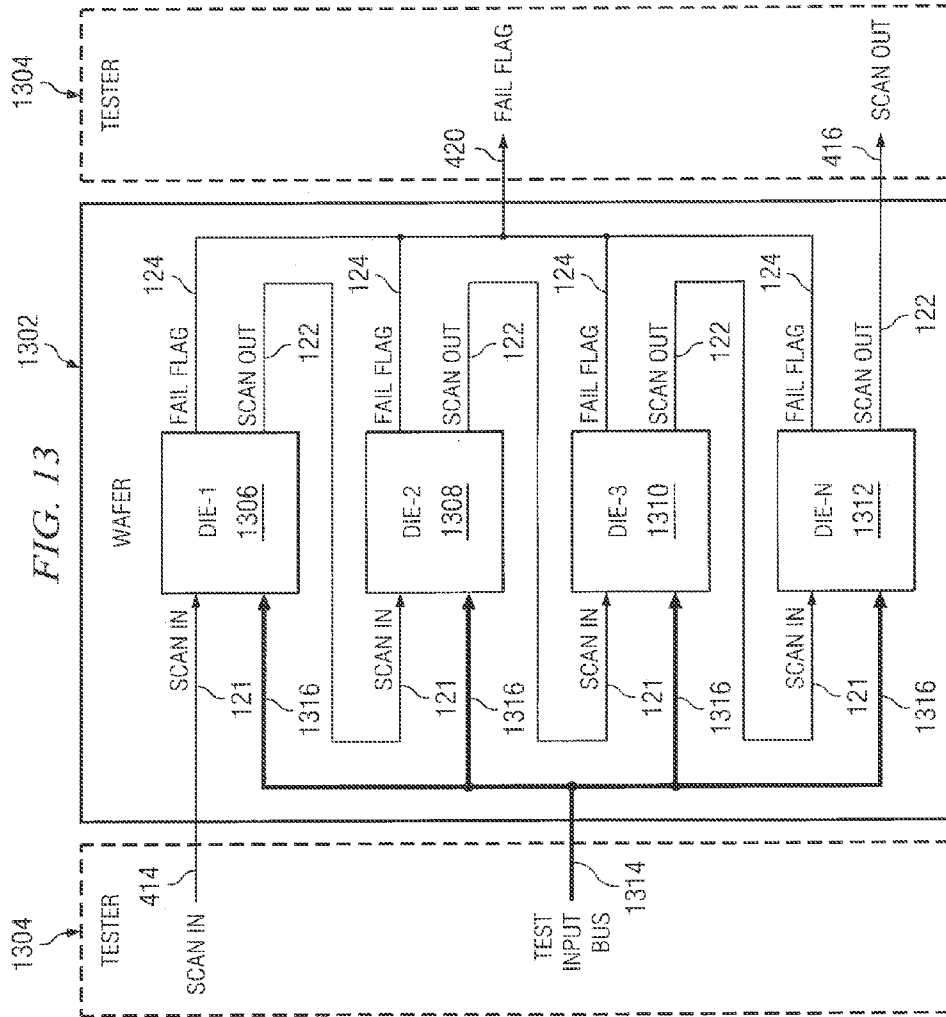 FIG. 13
1302
1304
TESTER
1304
TESTER
WAFER
414
SCAN IN
SCAN IN
121
1316
DIE-1
1306
FAIL FLAG
124
SCAN OUT
122
SCAN IN
121
1316
DIE-2
1308
FAIL FLAG
124
SCAN OUT
122
420
FAIL FLAG
TEST
INPUT
BUS
1314
SCAN IN
121
1316
DIE-3
1310
FAIL FLAG
124
SCAN OUT
122
SCAN IN
121
1316
DIE-N
1312
FAIL FLAG
124
SCAN OUT
122
416
SCAN OUT